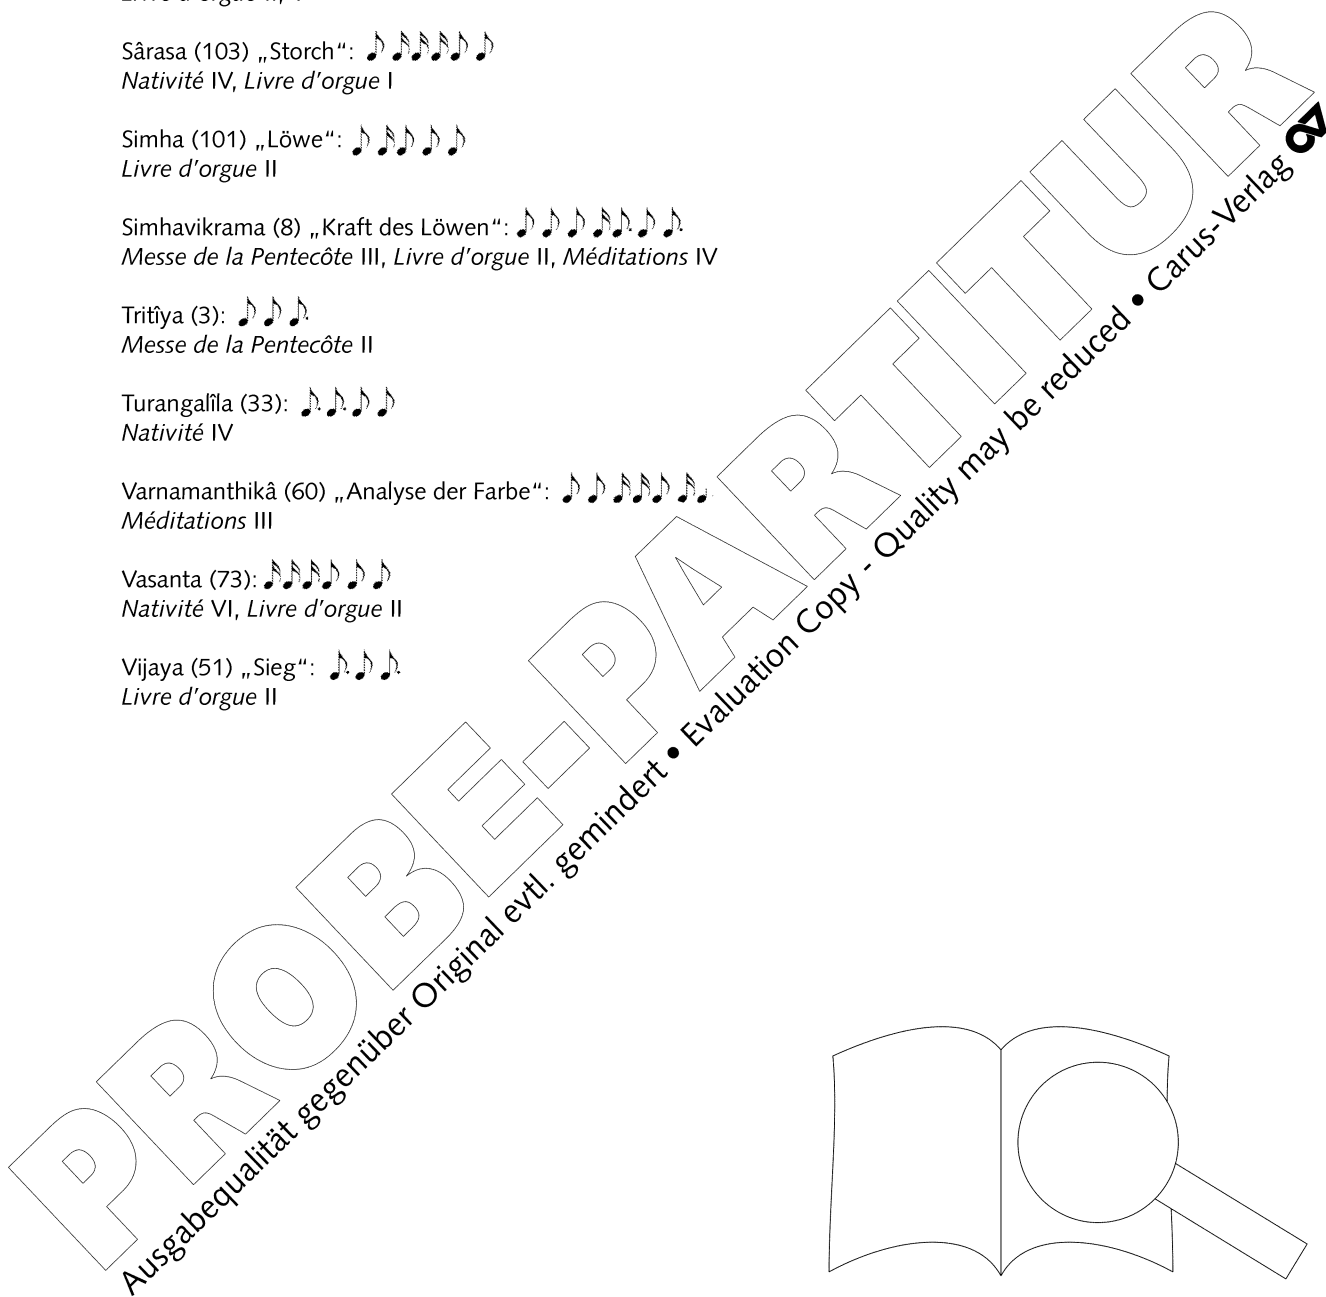 Sârasa (103) „Storch“:
Nativité IV, Livre d’orgue I
Simha (101) „Löwe“:
Livre d’orgue II
Simhavikrama (8) „Kraft des Löwen“:
Messe de la Pentecôte III, Livre d’orgue II, Méditations IV
Tritîya (3):
Messe de la Pentecôte II
Turangalîla (33):
Nativité IV
Varnamanthikâ (60) „Analyse der Farbe“:
Méditations III
Vasanta (73):
Nativité VI, Livre d’orgue II
Vijaya (51) „Sieg“:
Livre d’orgue II
PROBE-PARTITUR
Ausgabequalität gegenüber Original evtl. gemindert • Evaluation Copy - Quality may be reduced • Carus-Verlag